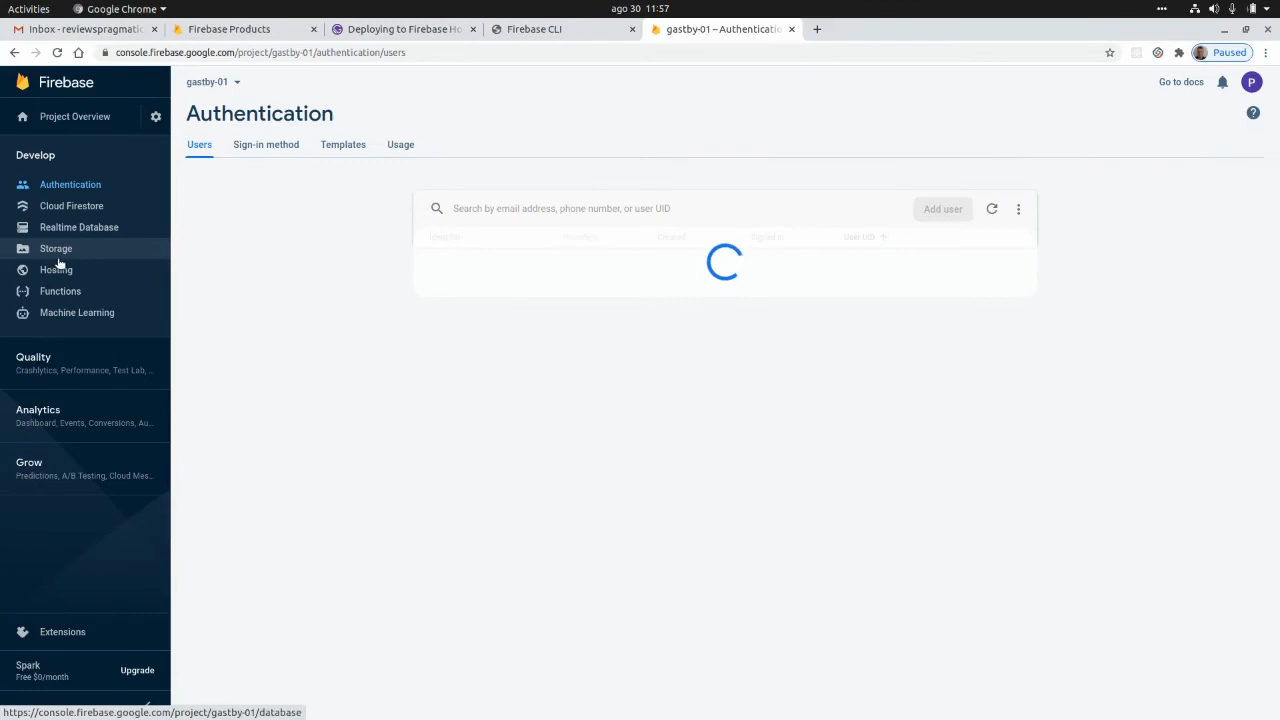 Activities
Google Chrome
ago 30 11:57
Inbox - reviewspragmatic
Firebase Products
Deploying to Firebase Ho
Firebase CLI
gastby-01 – Authenticatio
console.firebase.google.com/project/gastby-01/authentication/users
Paused
Firebase
gastby-01
Go to docs
P
Project Overview
Authentication
Develop
Users
Sign-in method
Templates
Usage
Authentication
Cloud Firestore
Realtime Database
Storage
Hosting
Functions
Machine Learning
Search by email address, phone number, or user UID
Add user
Identifier
Providers
Created
Signed In
User UID
Quality
Crashlytics, Performance, Test Lab, ...
Analytics
Dashboard, Events, Conversions, Au...
Grow
Predictions, A/B Testing, Cloud Mes...
Extensions
Spark
Free $0/month
Upgrade
https://console.firebase.google.com/project/gastby-01/database